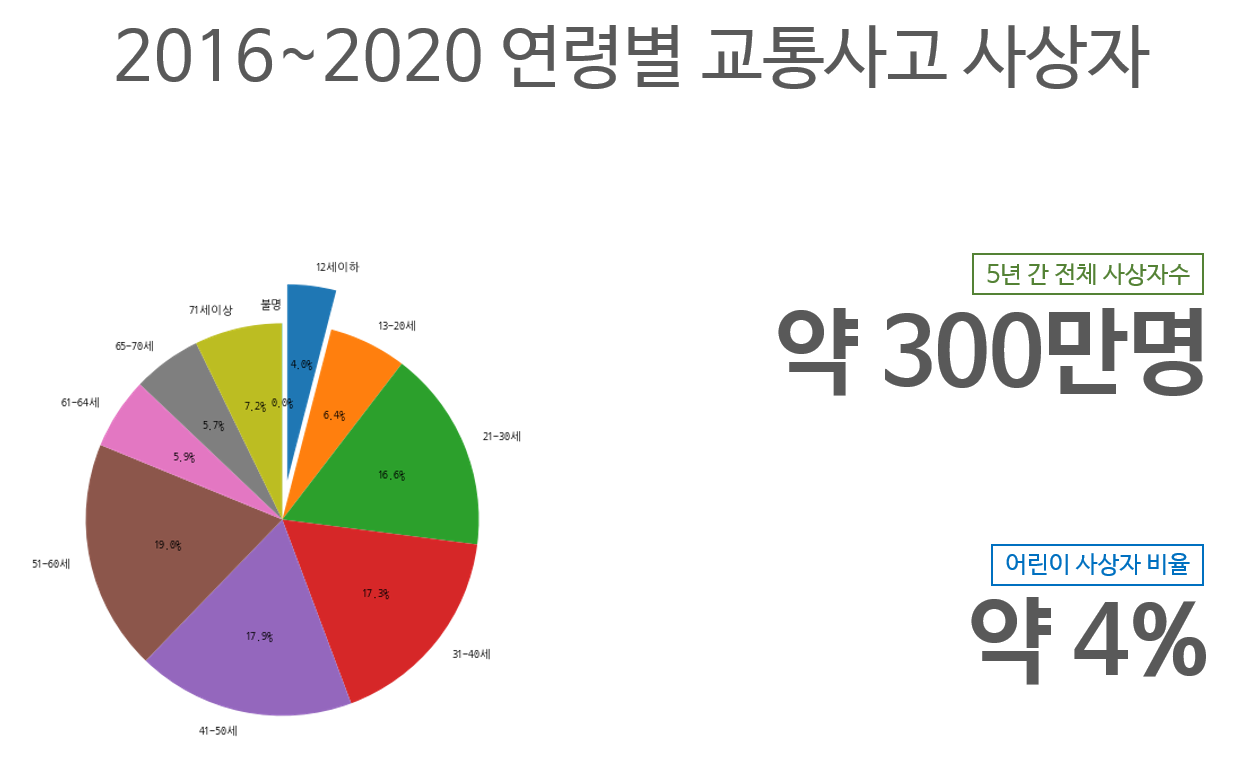 2016~2020 연령별 교통사고 사상자
12세이하
불명
71세이상
13-20세
65-70세
4.0%
61-64세
7.2%
0.0%
6.4%
5.7%
21-30세
5.9%
16.6%
19.0%
51-60세
17.3%
17.9%
31-40세
41-50세
5년 간 전체 사상자수
약 300만명
어린이 사상자 비율
약 4%